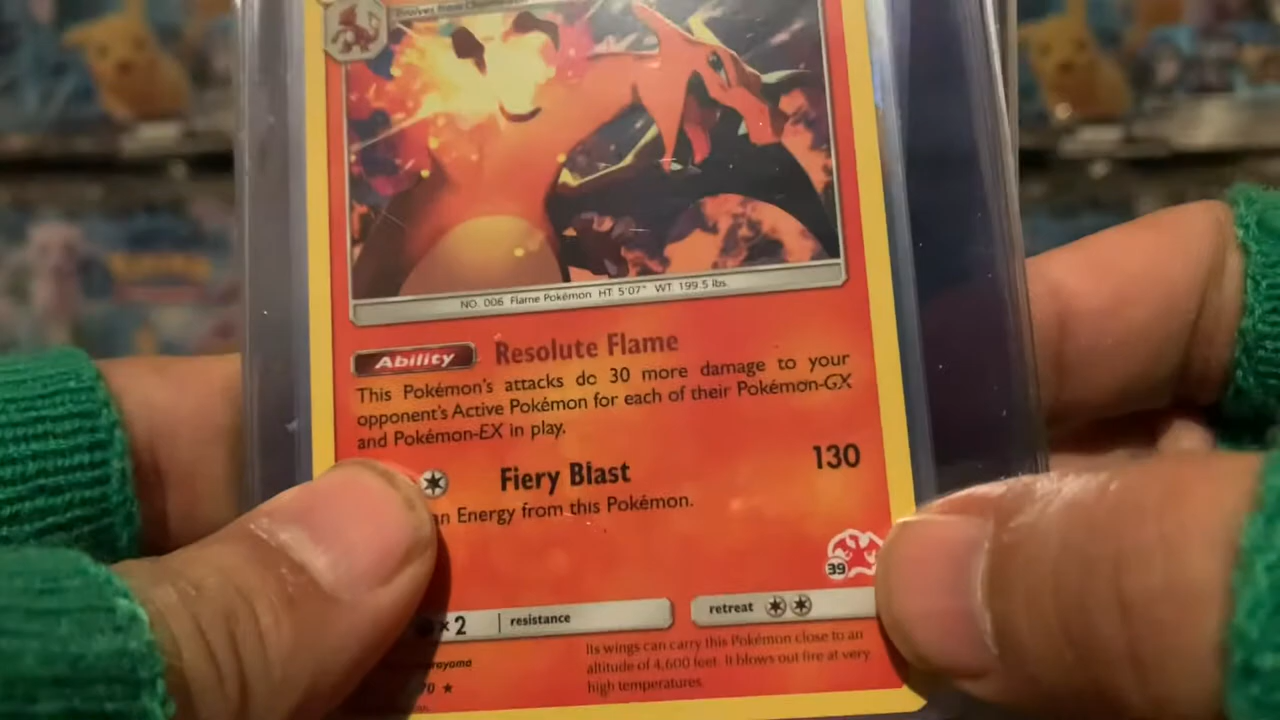 NO. 006 Flame Pokémon HT: 5'07" WT: 199.5 lbs.
Ability Resolute Flame
This Pokémon's attacks do 30 more damage to your
opponent's Active Pokémon for each of their Pokémon-GX
and Pokémon-EX in play.
Fiery Blast 130
an Energy from this Pokémon.
39
×2 resistance retreat
Its wings can carry this Pokémon close to an
altitude of 4,600 feet. It blows out fire at very
high temperatures.